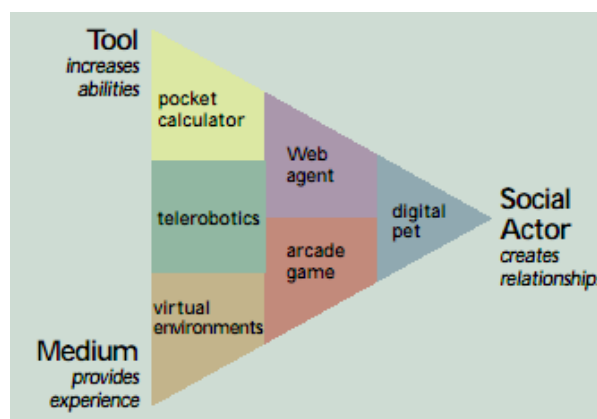 Tool
increases
abilities
pocket
calculator
Web
agent
telerobotics
digital
pet
Social
Actor
creates
relationship
arcade
game
virtual
environments
Medium
provides
experience